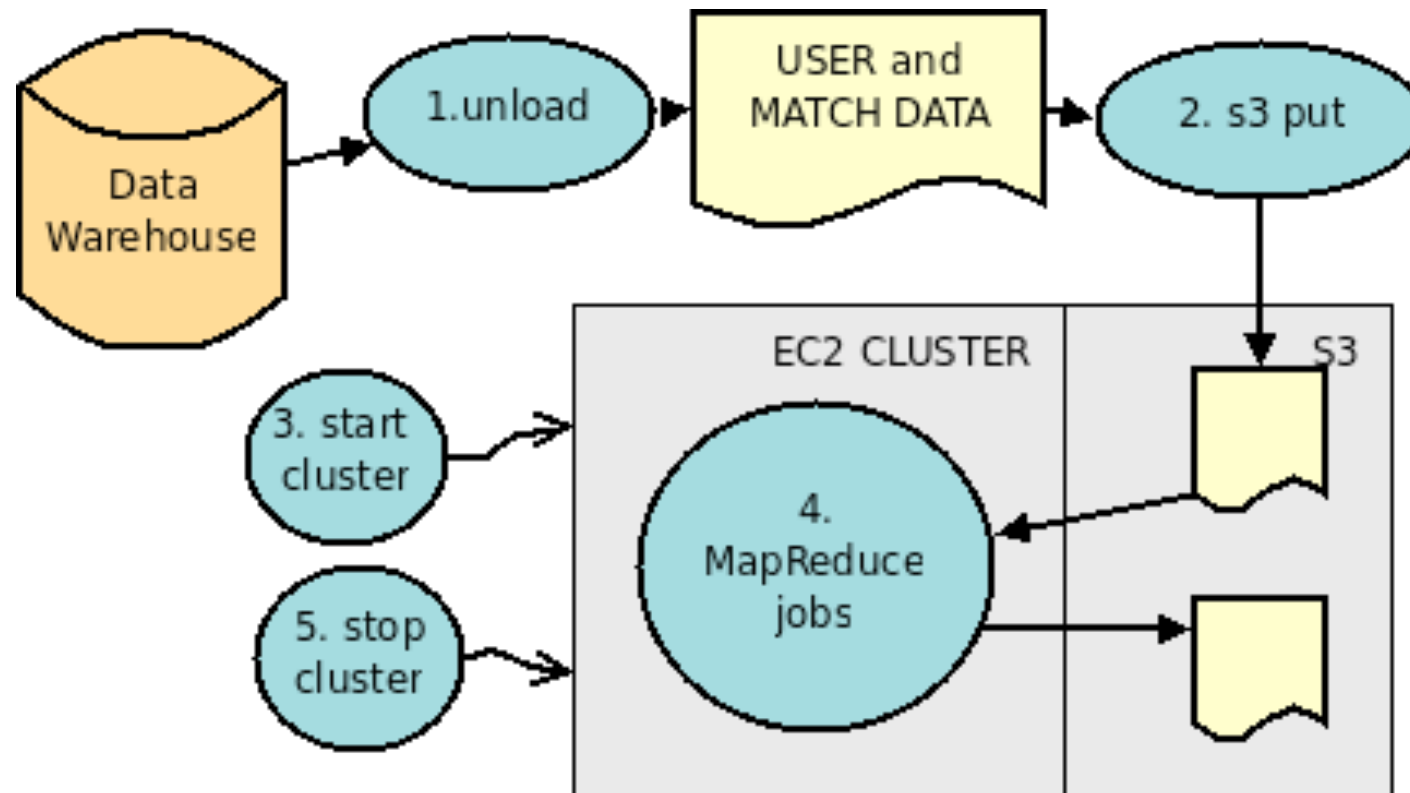 1.unload
USER and
MATCH DATA
2. s3 put
Data
Warehouse
EC2 CLUSTER
S3
3. start
cluster
4.
MapReduce
jobs
5. stop
cluster